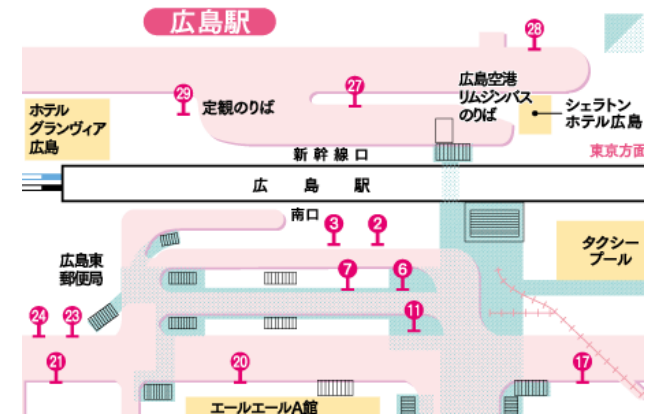 広島駅
28
27
29
定観のりば
広島空港
リムジンバス
のりば
シェラトン
ホテル広島
ホテル
グランヴィア
広島
新幹線口
東京方面
広島駅
南口
3
2
タクシー
プール
広島東
郵便局
7
6
11
24
23
21
20
17
エールエールA館